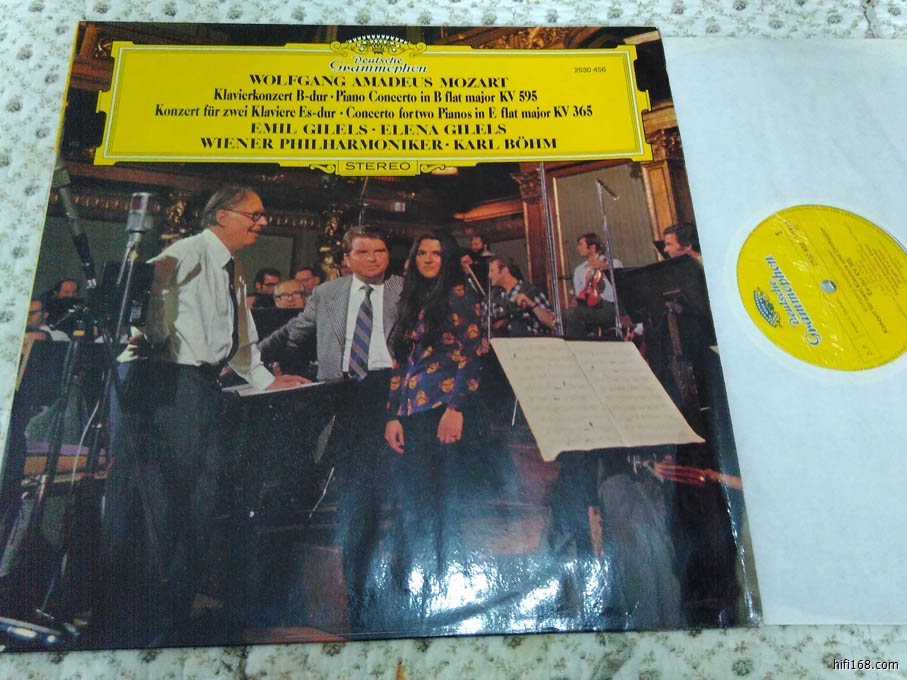 Deutsche
Grammophon
2530 456
WOLFGANG AMADEUS MOZART
Klavierkonzert B-dur · Piano Concerto in B flat major KV 595
Konzert für zwei Klaviere Es-dur · Concerto for two Pianos in E flat major KV 365
EMIL GILELS · ELENA GILELS
WIENER PHILHARMONIKER · KARL BÖHM
STEREO
Deutsche
Grammophon
hifi168.com